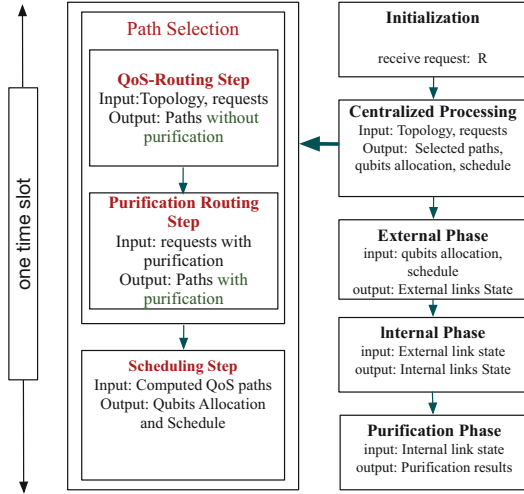 one time slot
Path Selection
QoS-Routing Step
Input:Topology, requests
Output: Paths without
purification
Purification Routing
Step
Input: requests with
purification
Output: Paths with
purification
Scheduling Step
Input: Computed QoS paths
Output: Qubits Allocation
and Schedule
Initialization
receive request: R
Centralized Processing
Input: Topology, requests
Output: Selected paths,
qubits allocation, schedule
External Phase
input: qubits allocation,
schedule
output: External links State
lnternal Phase
input: External link state
output: Internal links State
Purification Phase
input: Internal link state
output: Purification results